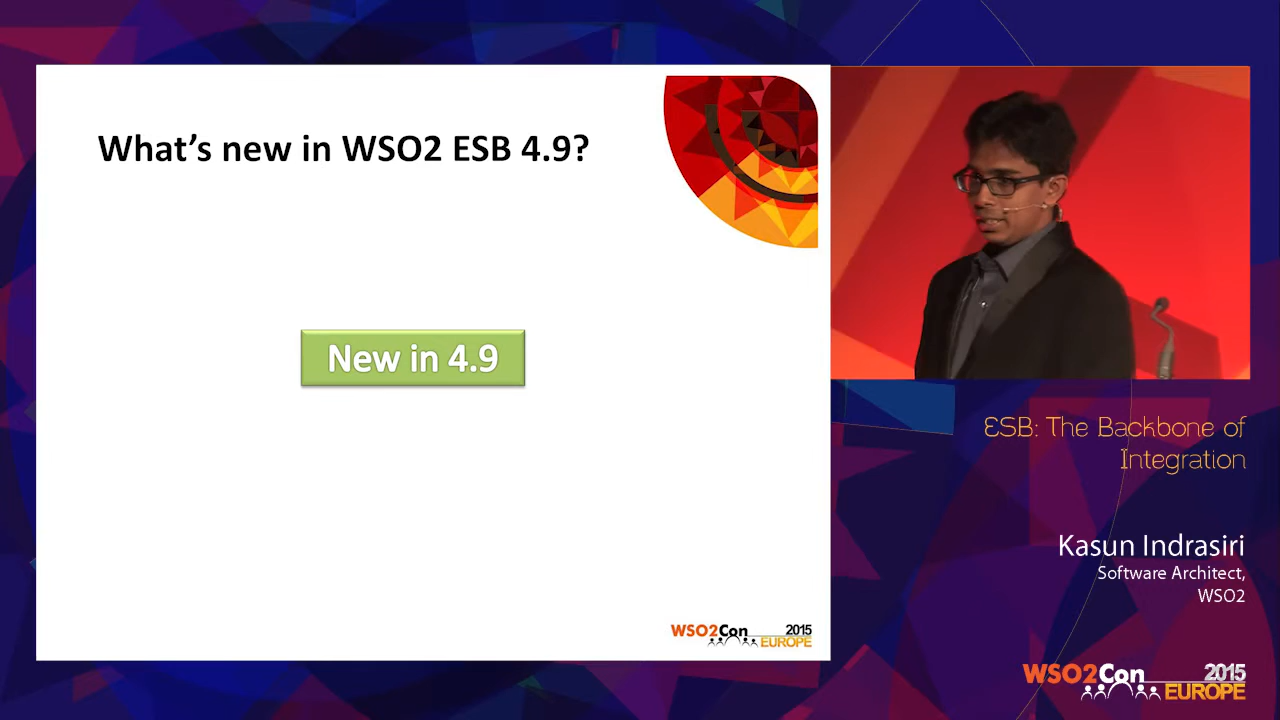 What's new in WSO2 ESB 4.9?
New in 4.9
WSO2Con 2015
EUROPE
ESB: The Backbone of
Integration
Kasun Indrasiri
Software Architect,
WSO2
WSO2Con 2015
EUROPE